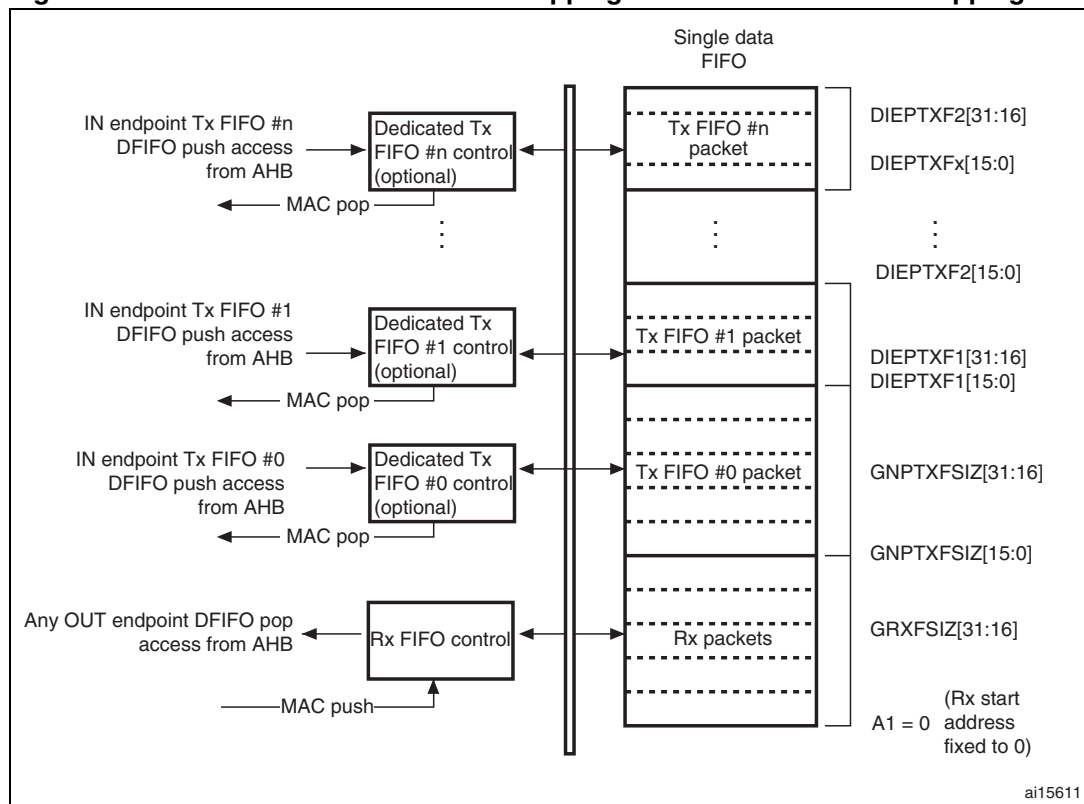 Single data
FIFO
IN endpoint Tx FIFO #n
DFIFO push access
from AHB
Dedicated Tx
FIFO #n control
(optional)
MAC pop
Tx FIFO #n
packet
DIEPTXF2[31:16]
DIEPTXFx[15:0]
DIEPTXF2[15:0]
IN endpoint Tx FIFO #1
DFIFO push access
from AHB
Dedicated Tx
FIFO #1 control
(optional)
MAC pop
Tx FIFO #1 packet
DIEPTXF1[31:16]
DIEPTXF1[15:0]
IN endpoint Tx FIFO #0
DFIFO push access
from AHB
Dedicated Tx
FIFO #0 control
(optional)
MAC pop
Tx FIFO #0 packet
GNPTXFSIZ[31:16]
GNPTXFSIZ[15:0]
Any OUT endpoint DFIFO pop
access from AHB
Rx FIFO control
MAC push
Rx packets
GRXFSIZ[31:16]
A1 = 0
(Rx start
address
fixed to 0)
ai15611